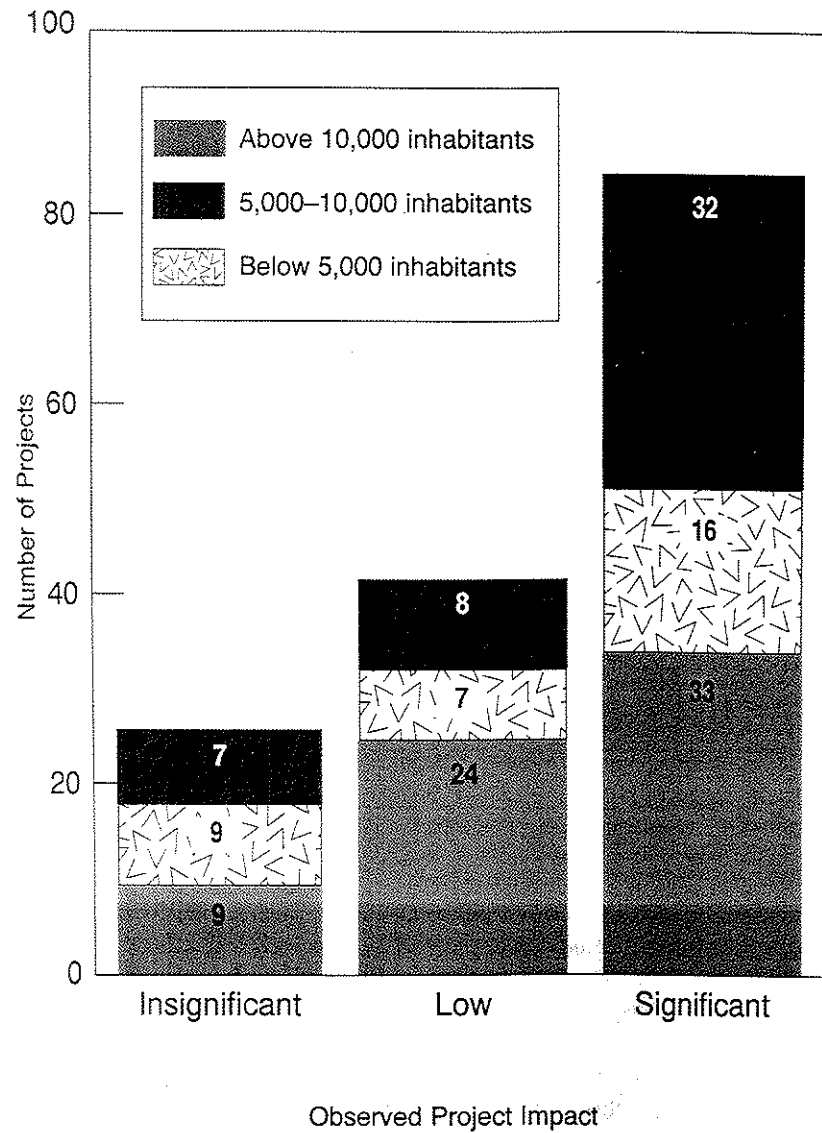 100
Above 10,000 inhabitants
5,000–10,000 inhabitants
Below 5,000 inhabitants
80
60
40
20
0
Number of Projects
7
9
9
8
7
24
32
16
33
Insignificant
Low
Significant
Observed Project Impact